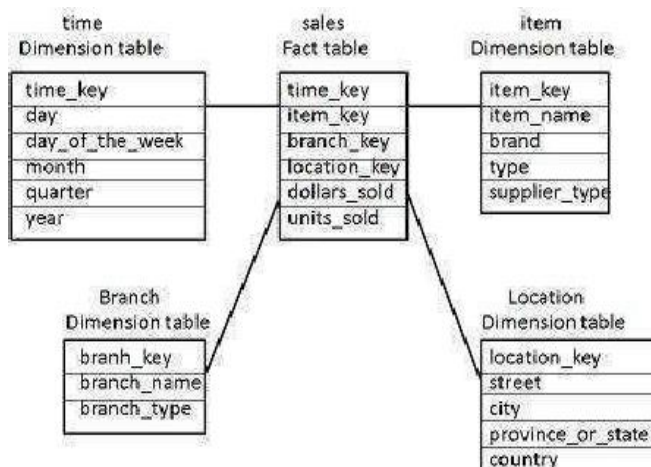 time
Dimension table
time_key
day
day_of_the_week
month
quarter
year
sales
Fact table
time_key
item_key
branch_key
location_key
dollars_sold
units_sold
item
Dimension table
item_key
item_name
brand
type
supplier_type
Branch
Dimension table
branh_key
branch_name
branch_type
Location
Dimension table
location_key
street
city
province_or_state
country